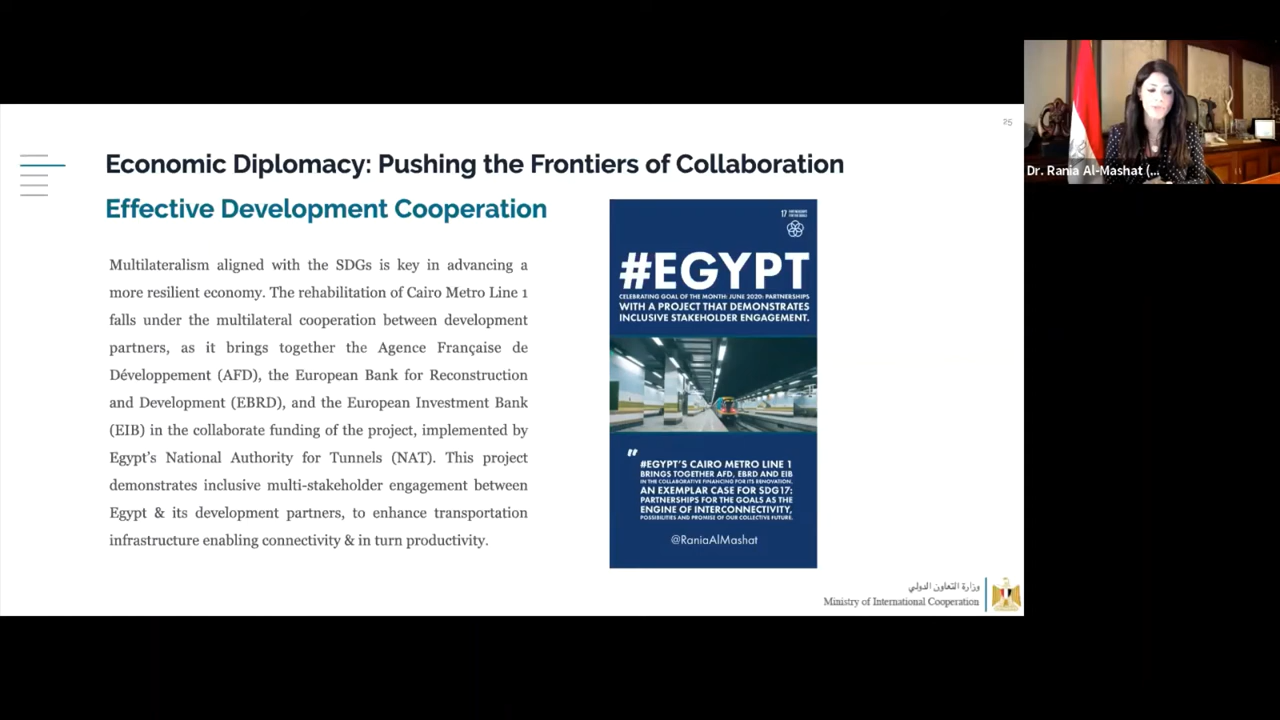 25
Economic Diplomacy: Pushing the Frontiers of Collaboration
Effective Development Cooperation
Multilateralism aligned with the SDGs is key in advancing a
more resilient economy. The rehabilitation of Cairo Metro Line 1
falls under the multilateral cooperation between development
partners, as it brings together the Agence Française de
Développement (AFD), the European Bank for Reconstruction
and Development (EBRD), and the European Investment Bank
(EIB) in the collaborate funding of the project, implemented by
Egypt's National Authority for Tunnels (NAT). This project
demonstrates inclusive multi-stakeholder engagement between
Egypt & its development partners, to enhance transportation
infrastructure enabling connectivity & in turn productivity.
17 PARTNERSHIPS
FOR THE GOALS
#EGYPT
CELEBRATING GOAL OF THE MONTH: JUNE 2020: PARTNERSHIPS
WITH A PROJECT THAT DEMONSTRATES
INCLUSIVE STAKEHOLDER ENGAGEMENT.
"
#EGYPT'S CAIRO METRO LINE 1
BRINGS TOGETHER AFD, EBRD AND EIB
IN THE COLLABORATIVE FINANCING FOR ITS RENOVATION,
AN EXEMPLAR CASE FOR SDG17:
PARTNERSHIPS FOR THE GOALS AS THE
ENGINE OF INTERCONNECTIVITY,
POSSIBILITIES AND PROMISE OF OUR COLLECTIVE FUTURE.
@RaniaAlMashat
وزارة التعاون الدولي
Ministry of International Cooperation
Dr. Rania Al-Mashat (...